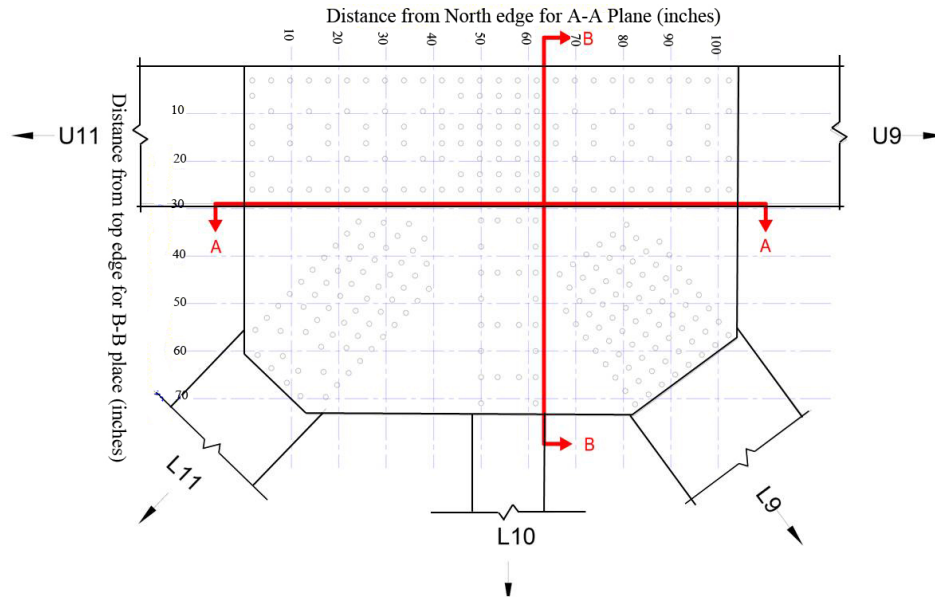 Distance from North edge for A-A Plane (inches)
10 20 30 40 50 60 70 80 90 100
B
Distance from top edge for B-B place (inches)
10
20
30
40
50
60
70
U11
U9
A
A
B
L11
L9
L10